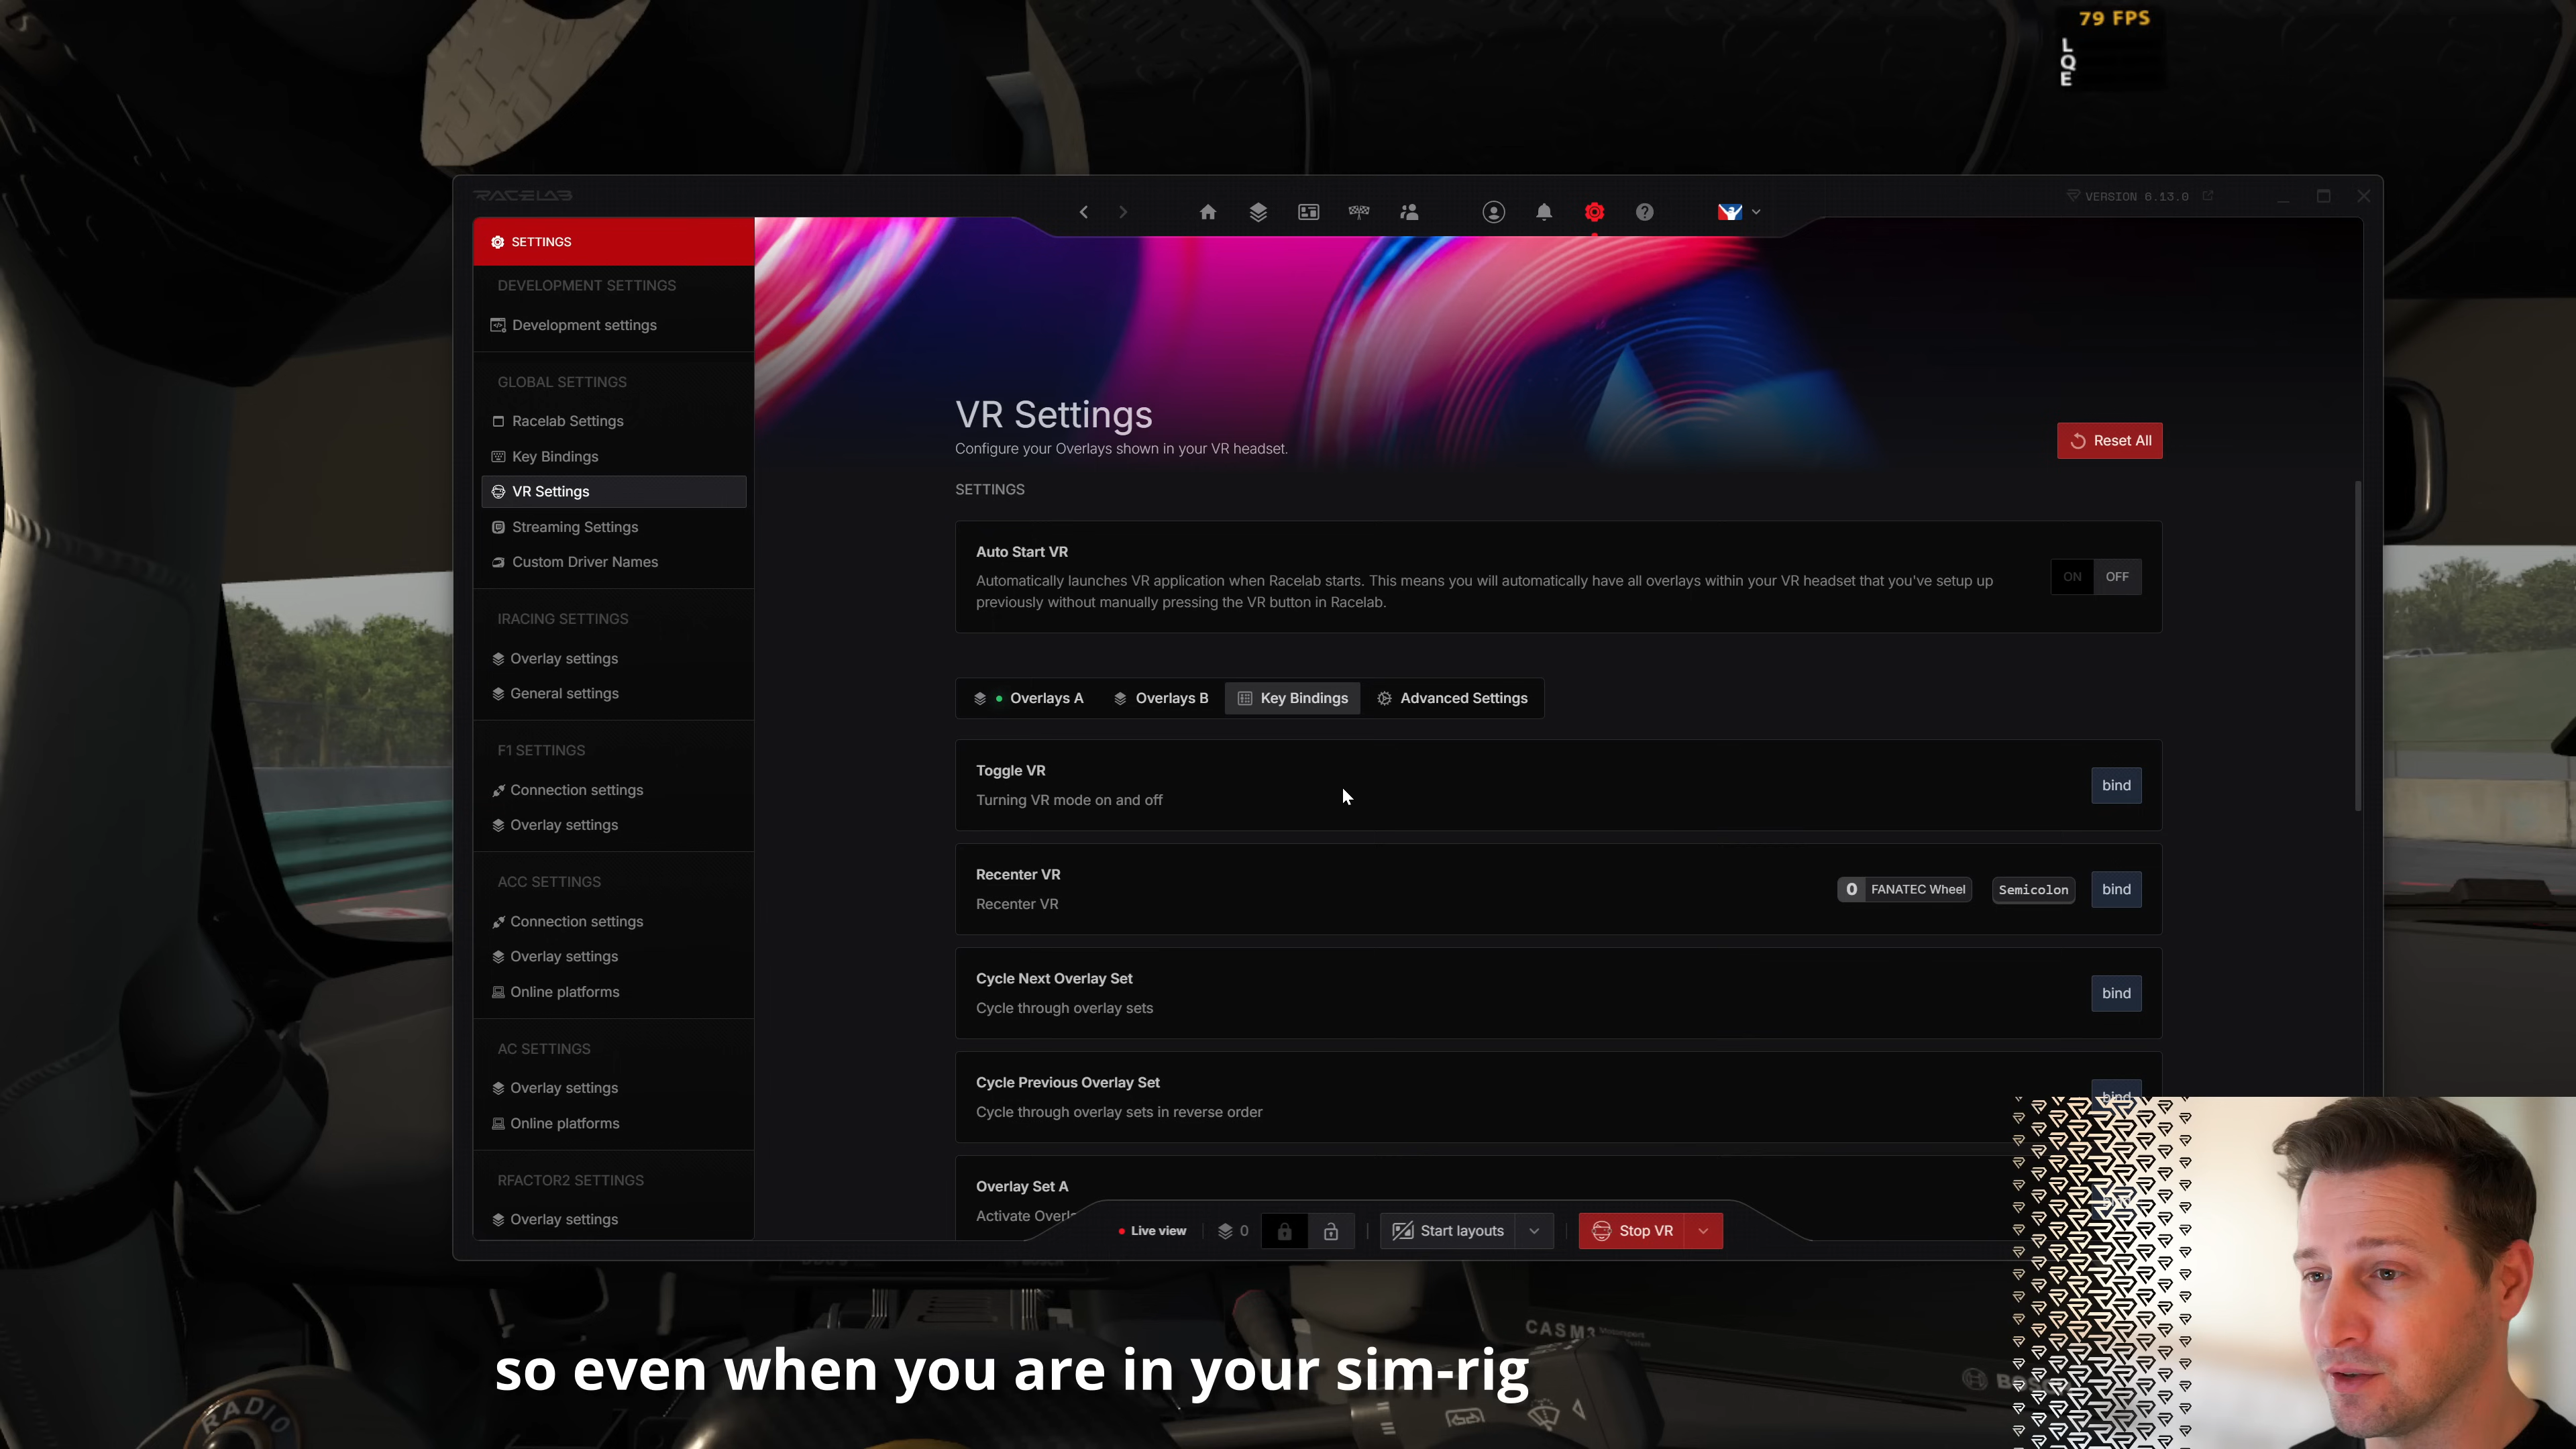 79 FPS
L
Q
E
RACELAB
VERSION 6.13.0
SETTINGS
DEVELOPMENT SETTINGS
Development settings
GLOBAL SETTINGS
Racelab Settings
Key Bindings
VR Settings
Streaming Settings
Custom Driver Names
IRACING SETTINGS
Overlay settings
General settings
F1 SETTINGS
Connection settings
Overlay settings
ACC SETTINGS
Connection settings
Overlay settings
Online platforms
AC SETTINGS
Overlay settings
Online platforms
RFACTOR2 SETTINGS
Overlay settings
VR Settings
Configure your Overlays shown in your VR headset.
Reset All
SETTINGS
Auto Start VR
Automatically launches VR application when Racelab starts. This means you will automatically have all overlays within your VR headset that you've setup up
previously without manually pressing the VR button in Racelab.
ON OFF
Overlays A Overlays B Key Bindings Advanced Settings
Toggle VR
Turning VR mode on and off
bind
Recenter VR
Recenter VR
0 FANATEC Wheel Semicolon bind
Cycle Next Overlay Set
Cycle through overlay sets
bind
Cycle Previous Overlay Set
Cycle through overlay sets in reverse order
bind
Overlay Set A
Activate
Live view 0 Start layouts Stop VR
CASM3
so even when you are in your sim-rig
RADIO